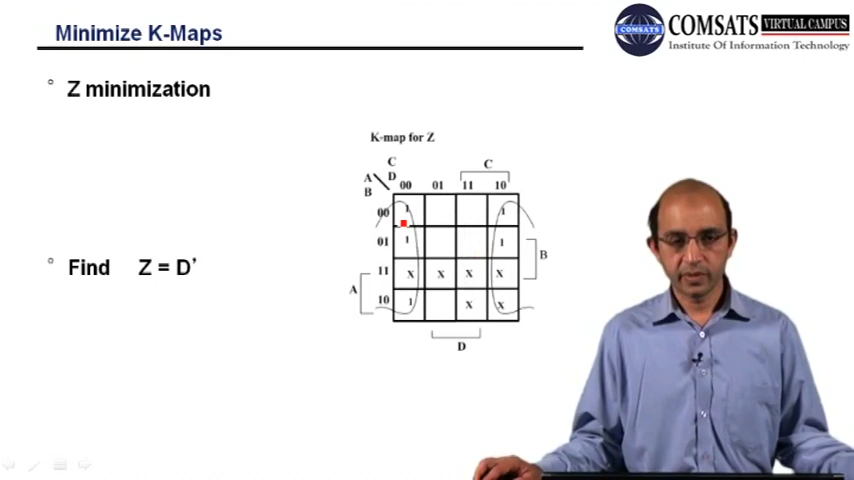 Minimize K-Maps
COMSATS
COMSATS VIRTUAL CAMPUS
Institute Of Information Technology
° Z minimization
K-map for Z
C
D
A
B
C
00 01 11 10
00 1 1
01 1 1
B
11 X X X X
A
10 1 X X
D
° Find Z = D'